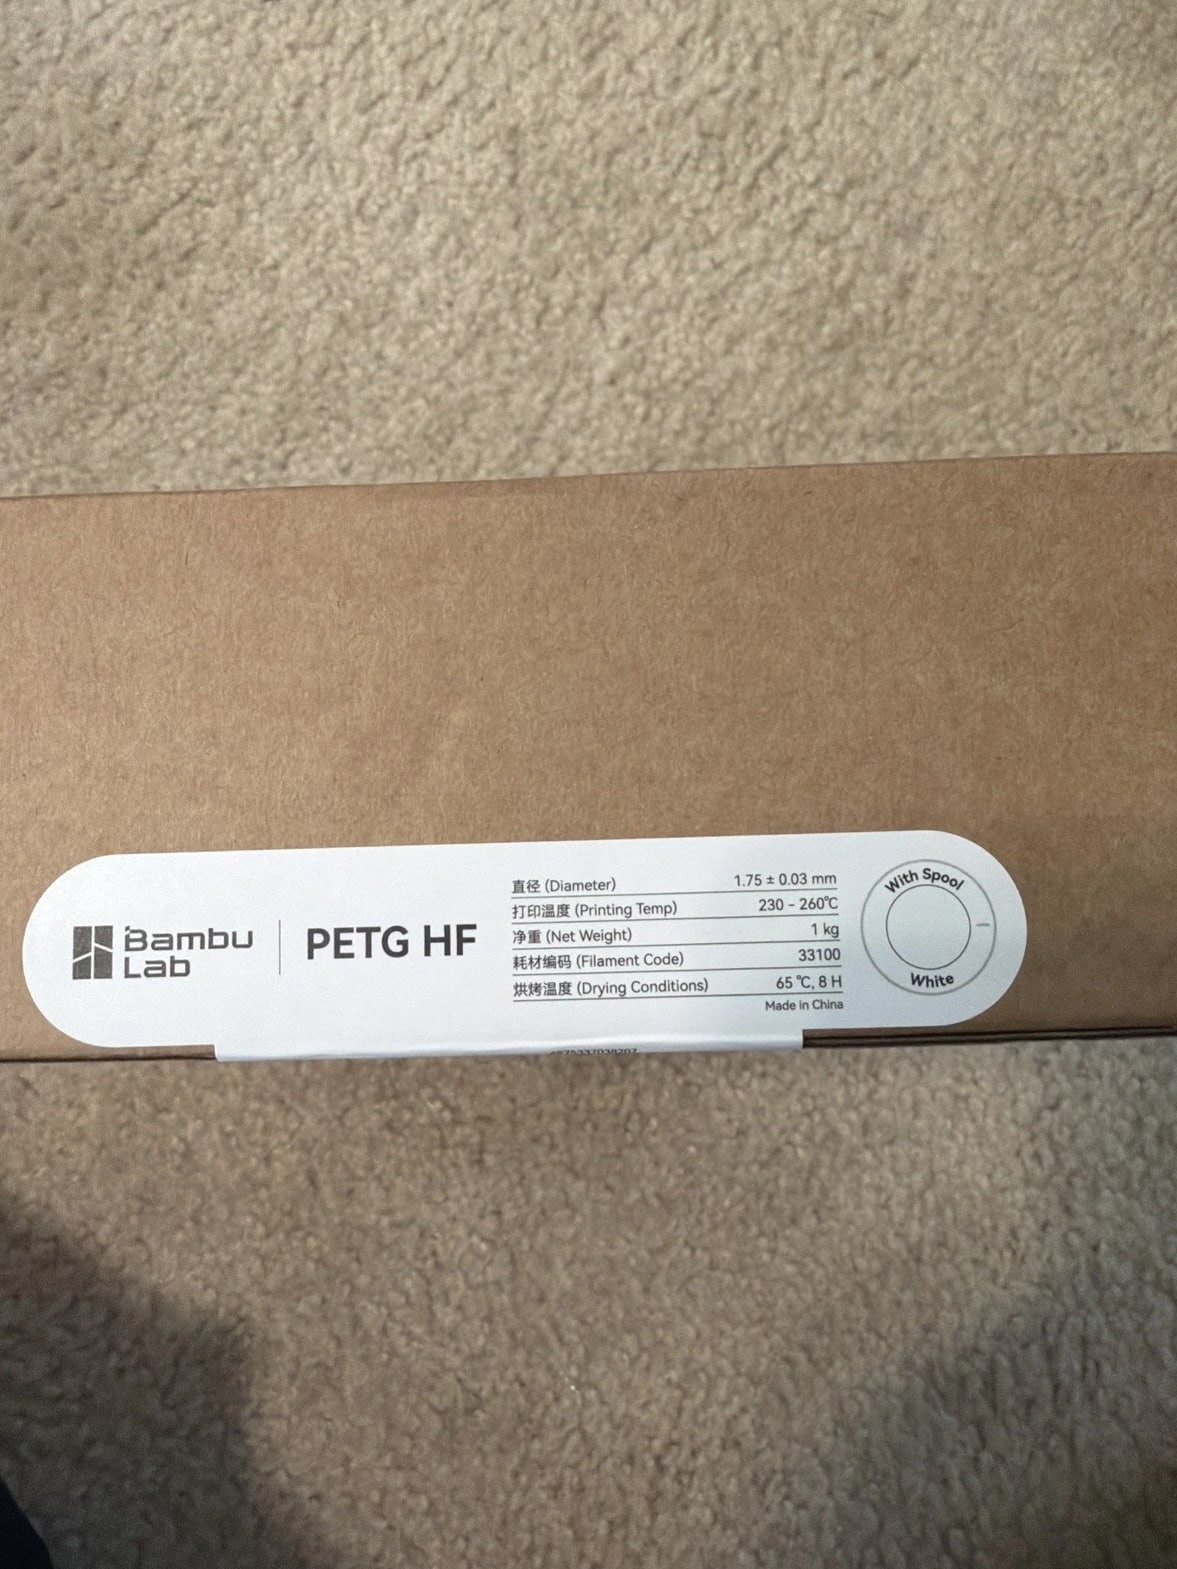 Bambu
Lab
PETG HF
直径 (Diameter) 1.75 ± 0.03 mm
打印温度 (Printing Temp) 230 - 260℃
净重 (Net Weight) 1 kg
耗材编码 (Filament Code) 33100
烘烤温度 (Drying Conditions) 65 ℃, 8 H
Made in China
With Spool
White